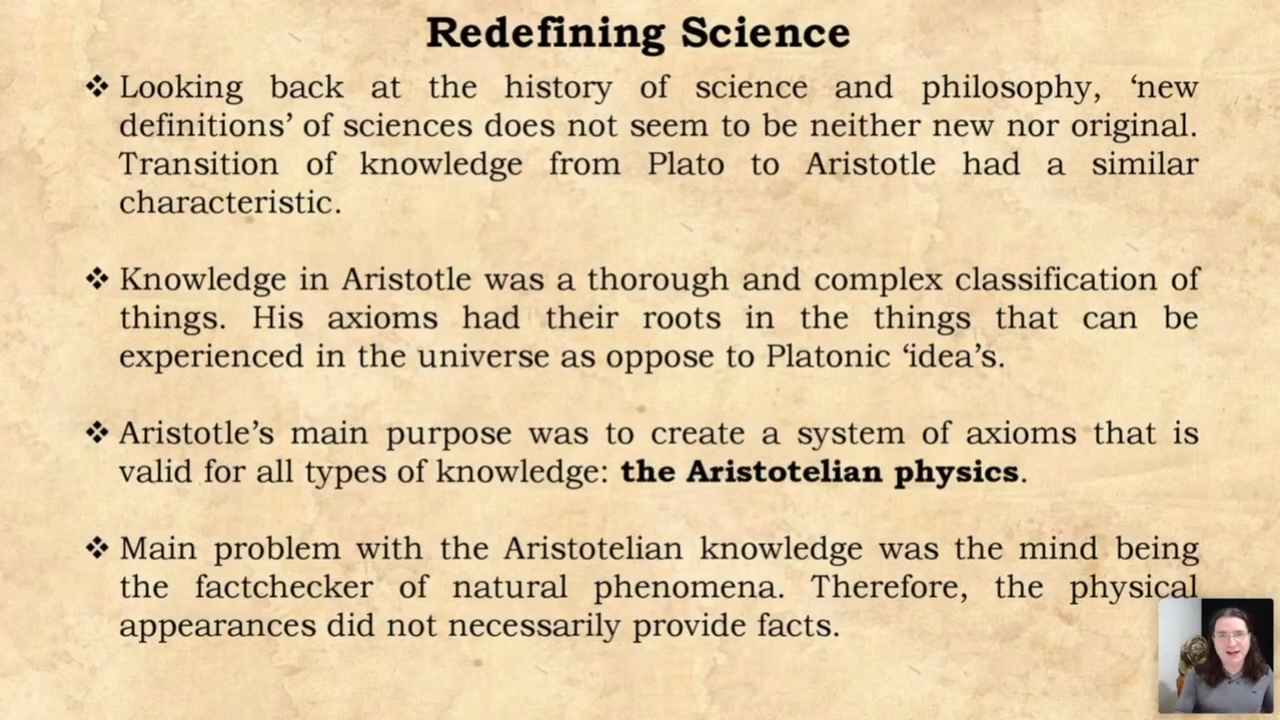 Redefining Science
❖ Looking back at the history of science and philosophy, ‘new
definitions’ of sciences does not seem to be neither new nor original.
Transition of knowledge from Plato to Aristotle had a similar
characteristic.
❖ Knowledge in Aristotle was a thorough and complex classification of
things. His axioms had their roots in the things that can be
experienced in the universe as oppose to Platonic ‘idea’s.
❖ Aristotle’s main purpose was to create a system of axioms that is
valid for all types of knowledge: the Aristotelian physics.
❖ Main problem with the Aristotelian knowledge was the mind being
the factchecker of natural phenomena. Therefore, the physical
appearances did not necessarily provide facts.